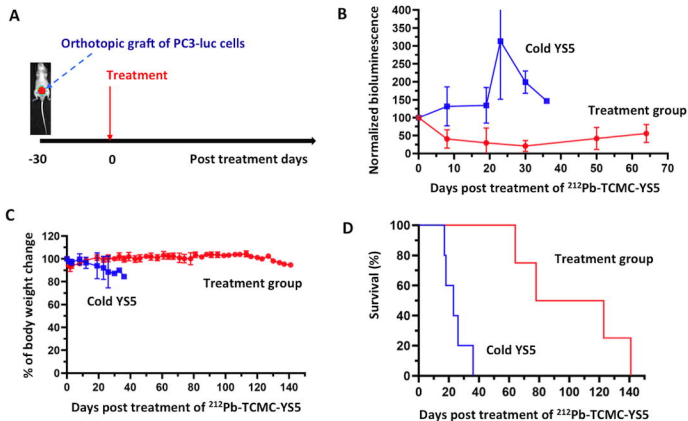 A
Orthotopic graft of PC3-luc cells
Treatment
-30
0
Post treatment days
B
Normalized bioluminescence
400
350
300
250
200
150
100
50
0
Cold YS5
Treatment group
0 10 20 30 40 50 60 70
Days post treatment of ²¹²Pb-TCMC-YS5
C
% of body weight change
120
100
80
60
40
20
0
Treatment group
Cold YS5
0 20 40 60 80 100 120 140
Days post treatment of ²¹²Pb-TCMC-YS5
D
Survival (%)
100
80
60
40
20
0
Treatment group
Cold YS5
0 20 40 60 80 100 120 140
Days post treatment of ²¹²Pb-TCMC-YS5